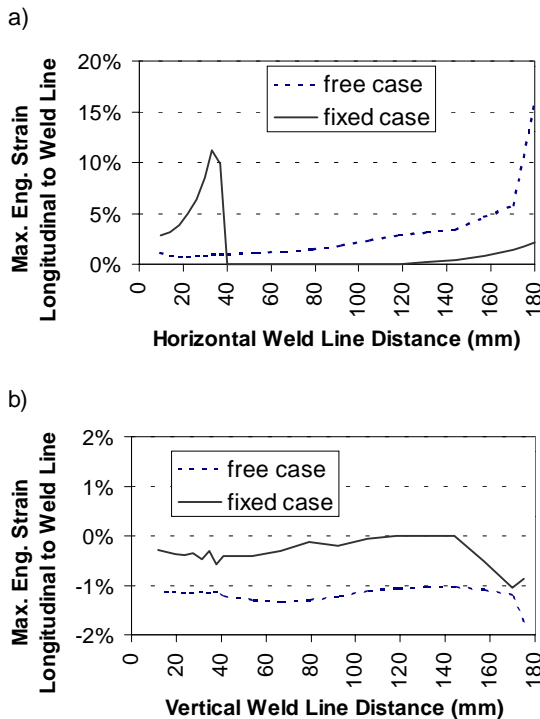 a)
Max. Eng. Strain
Longitudinal to Weld Line
20%
15%
10%
5%
0%
free case
fixed case
0
20
40
60
80
100
120
140
160
180
Horizontal Weld Line Distance (mm)
b)
Max. Eng. Strain
Longitudinal to Weld Line
2%
1%
0%
-1%
-2%
free case
fixed case
0
20
40
60
80
100
120
140
160
180
Vertical Weld Line Distance (mm)